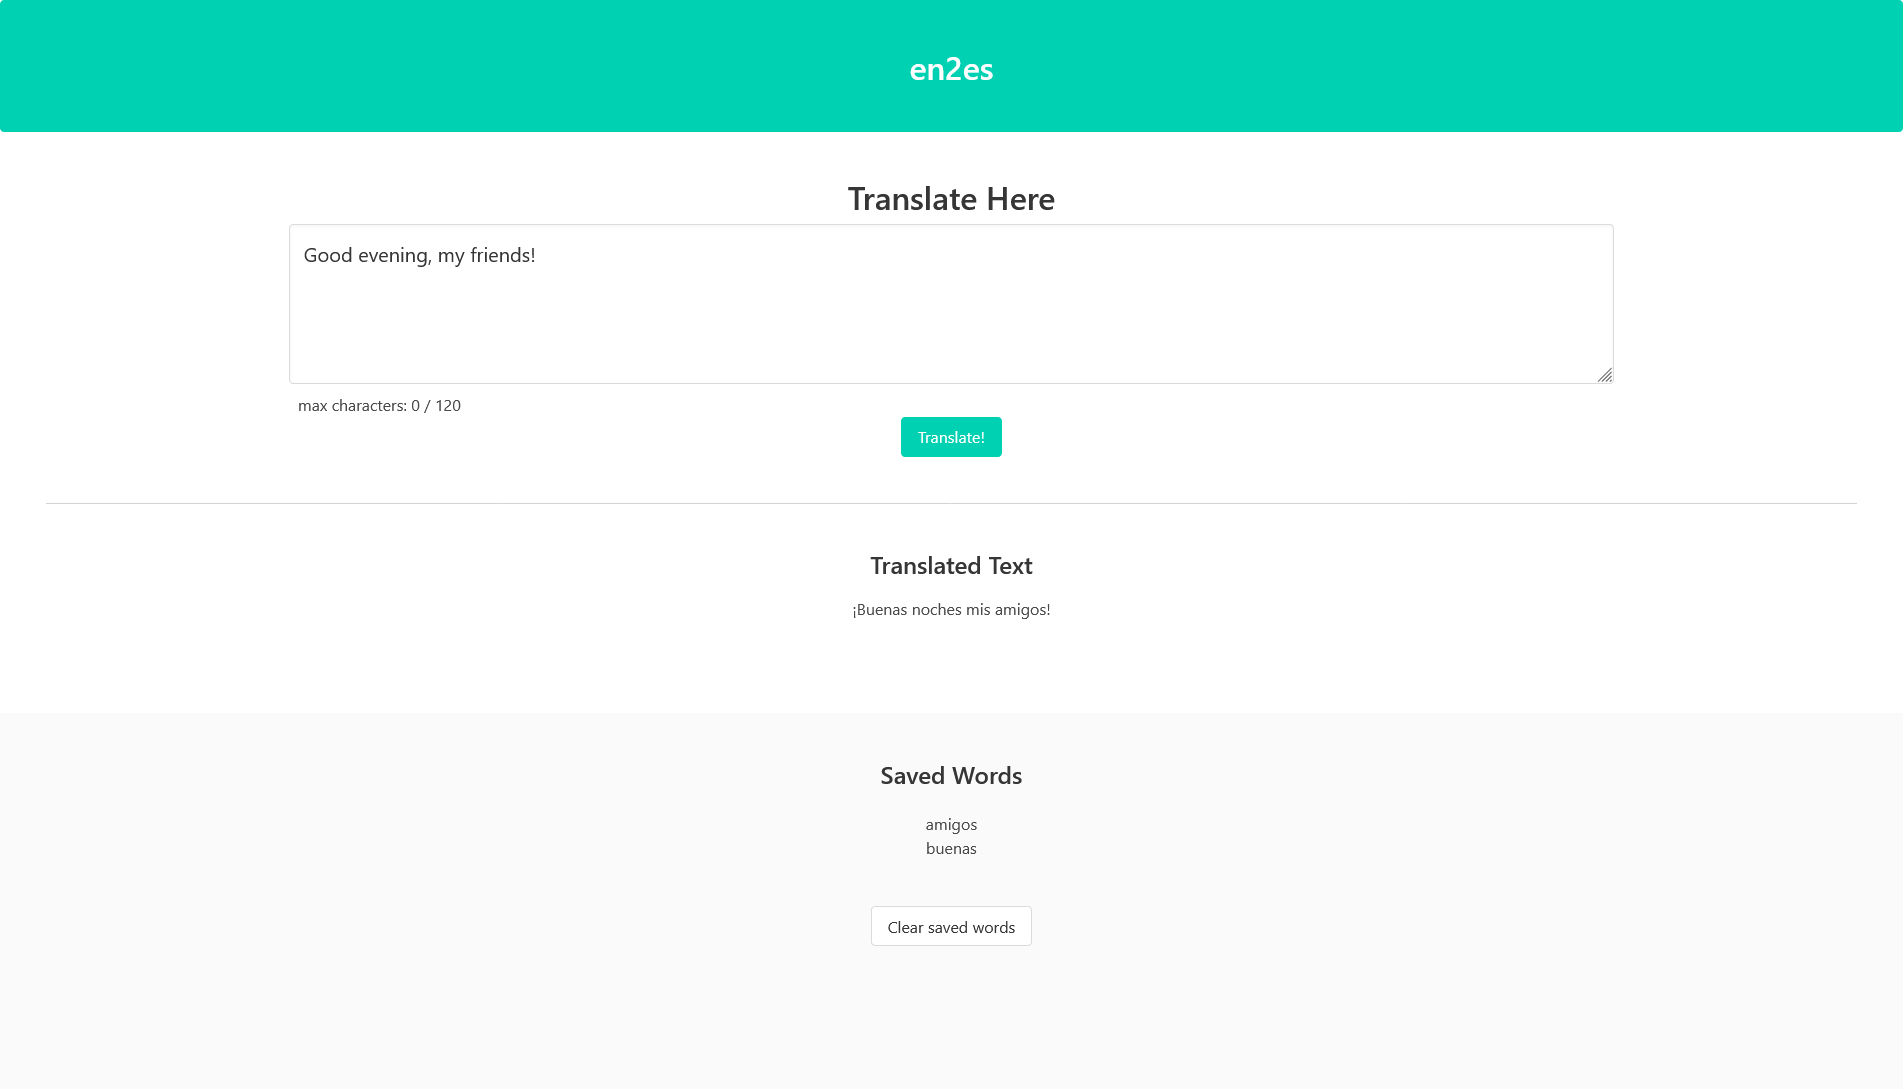 en2es
Translate Here
Good evening, my friends!
max characters: 0 / 120
Translate!
Translated Text
¡Buenas noches mis amigos!
Saved Words
amigos
buenas
Clear saved words